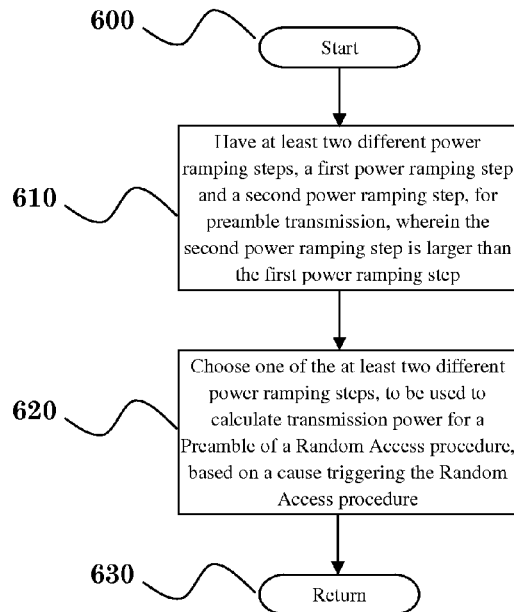 600
Start
Have at least two different power
ramping steps, a first power ramping step
and a second power ramping step, for
preamble transmission, wherein the
second power ramping step is larger than
the first power ramping step
610
Choose one of the at least two different
power ramping steps, to be used to
calculate transmission power for a
Preamble of a Random Access procedure,
based on a cause triggering the Random
Access procedure
620
630
Return